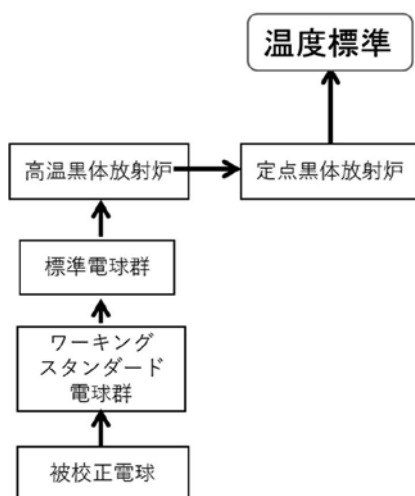 温度標準
高温黒体放射炉
定点黒体放射炉
標準電球群
ワーキング
スタンダード
電球群
被校正電球